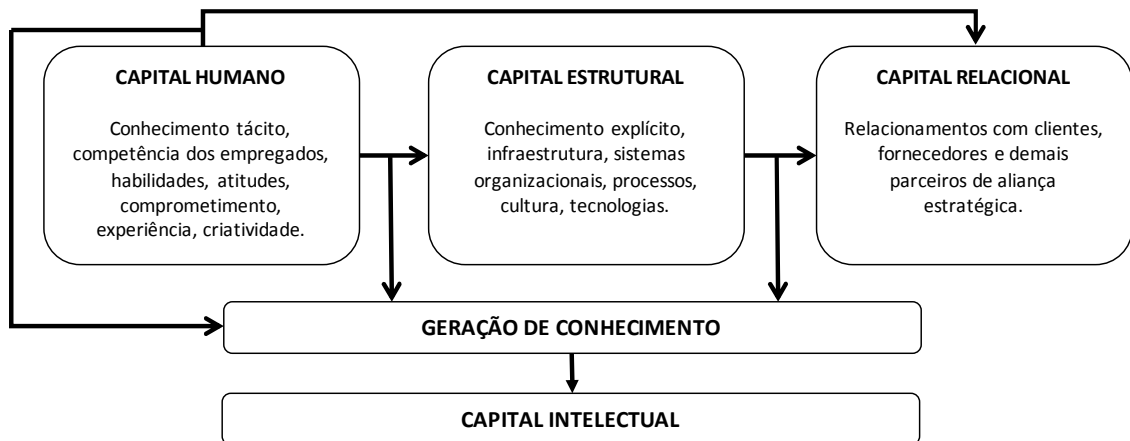 CAPITAL HUMANO
Conhecimento tácito,
competência dos empregados,
habilidades, atitudes,
comprometimento,
experiência, criatividade.
CAPITAL ESTRUTURAL
Conhecimento explícito,
infraestrutura, sistemas
organizacionais, processos,
cultura, tecnologias.
CAPITAL RELACIONAL
Relacionamentos com clientes,
fornecedores e demais
parceiros de aliança
estratégica.
GERAÇÃO DE CONHECIMENTO
CAPITAL INTELECTUAL